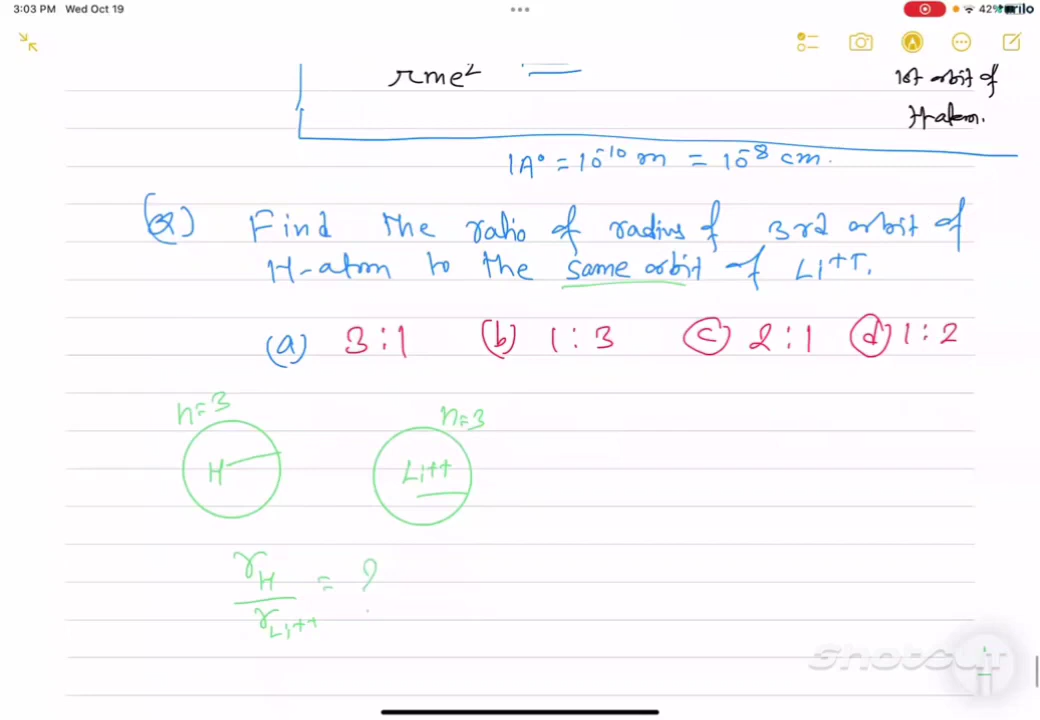 3:03 PM Wed Oct 19
42%
πme²
1st orbit of
H-atom.
1A° = 10⁻¹⁰ m = 10⁻⁸ cm.
(Q) Find the ratio of radius of 3rd orbit of
H-atom to the same orbit of Li⁺⁺.
(a) 3:1 (b) 1:3 (c) 2:1 (d) 1:2
n=3 n=3
H Li++
r_H / r_Li++ = ?
Shotcut